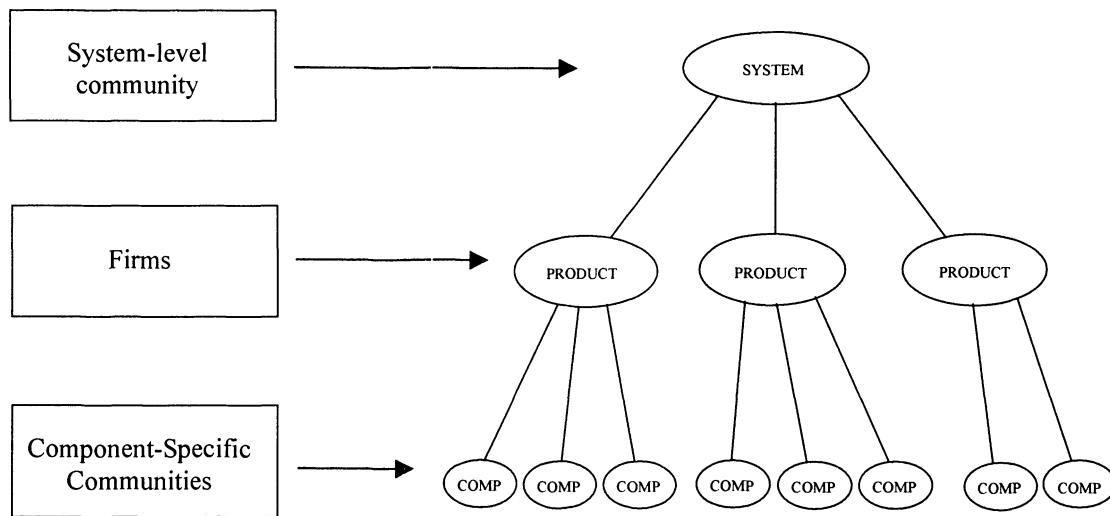 System-level
community
SYSTEM
Firms
PRODUCT PRODUCT PRODUCT
Component-Specific
Communities
COMP COMP COMP COMP COMP COMP COMP COMP